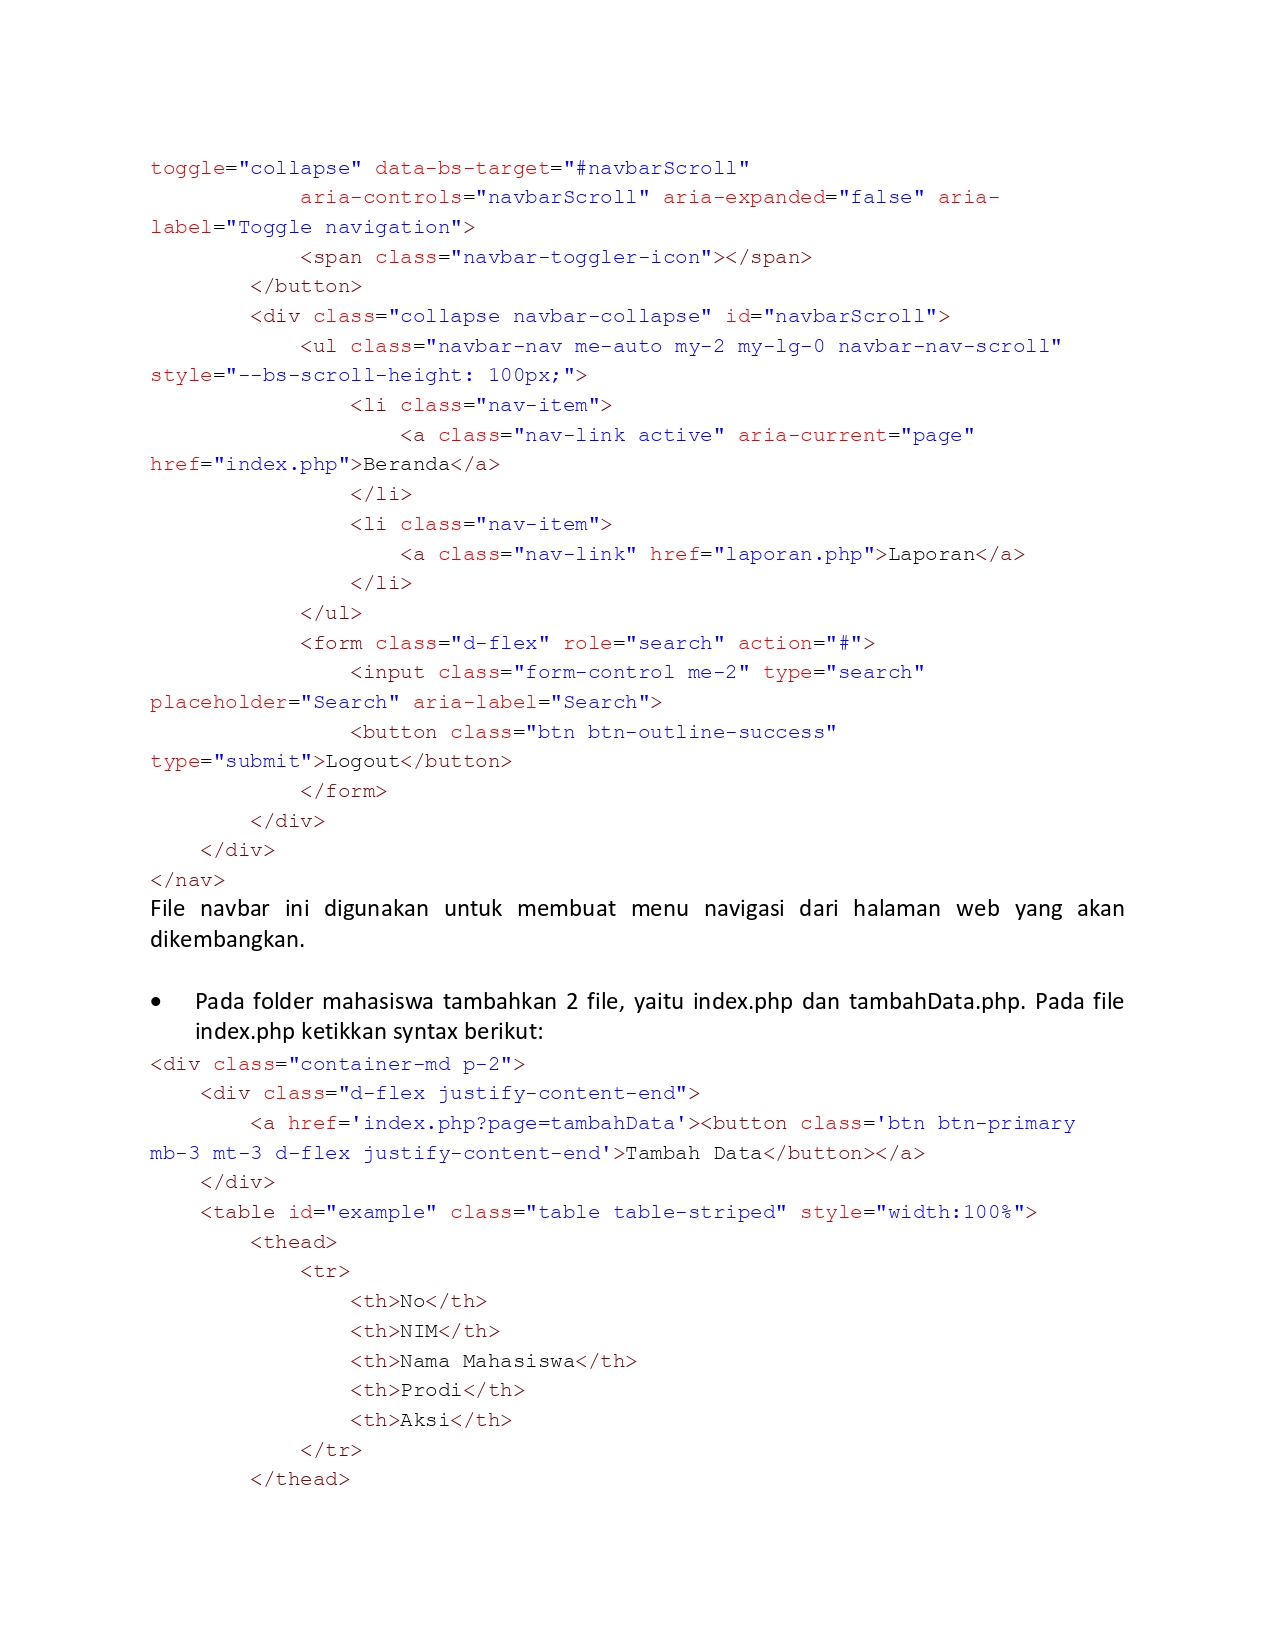 toggle="collapse" data-bs-target="#navbarScroll"
            aria-controls="navbarScroll" aria-expanded="false" aria-
label="Toggle navigation">
            <span class="navbar-toggler-icon"></span>
        </button>
        <div class="collapse navbar-collapse" id="navbarScroll">
            <ul class="navbar-nav me-auto my-2 my-lg-0 navbar-nav-scroll"
style="--bs-scroll-height: 100px;">
                <li class="nav-item">
                    <a class="nav-link active" aria-current="page"
href="index.php">Beranda</a>
                </li>
                <li class="nav-item">
                    <a class="nav-link" href="laporan.php">Laporan</a>
                </li>
            </ul>
            <form class="d-flex" role="search" action="#">
                <input class="form-control me-2" type="search"
placeholder="Search" aria-label="Search">
                <button class="btn btn-outline-success"
type="submit">Logout</button>
            </form>
        </div>
    </div>
</nav>
File navbar ini digunakan untuk membuat menu navigasi dari halaman web yang akan
dikembangkan.
• Pada folder mahasiswa tambahkan 2 file, yaitu index.php dan tambahData.php. Pada file
index.php ketikkan syntax berikut:
<div class="container-md p-2">
    <div class="d-flex justify-content-end">
        <a href='index.php?page=tambahData'><button class='btn btn-primary
mb-3 mt-3 d-flex justify-content-end'>Tambah Data</button></a>
    </div>
    <table id="example" class="table table-striped" style="width:100%">
        <thead>
            <tr>
                <th>No</th>
                <th>NIM</th>
                <th>Nama Mahasiswa</th>
                <th>Prodi</th>
                <th>Aksi</th>
            </tr>
        </thead>